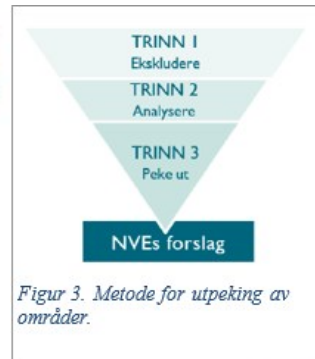 TRINN 1
Ekskludere
TRINN 2
Analysere
TRINN 3
Peke ut
NVEs forslag
Figur 3. Metode for utpeking av
områder.